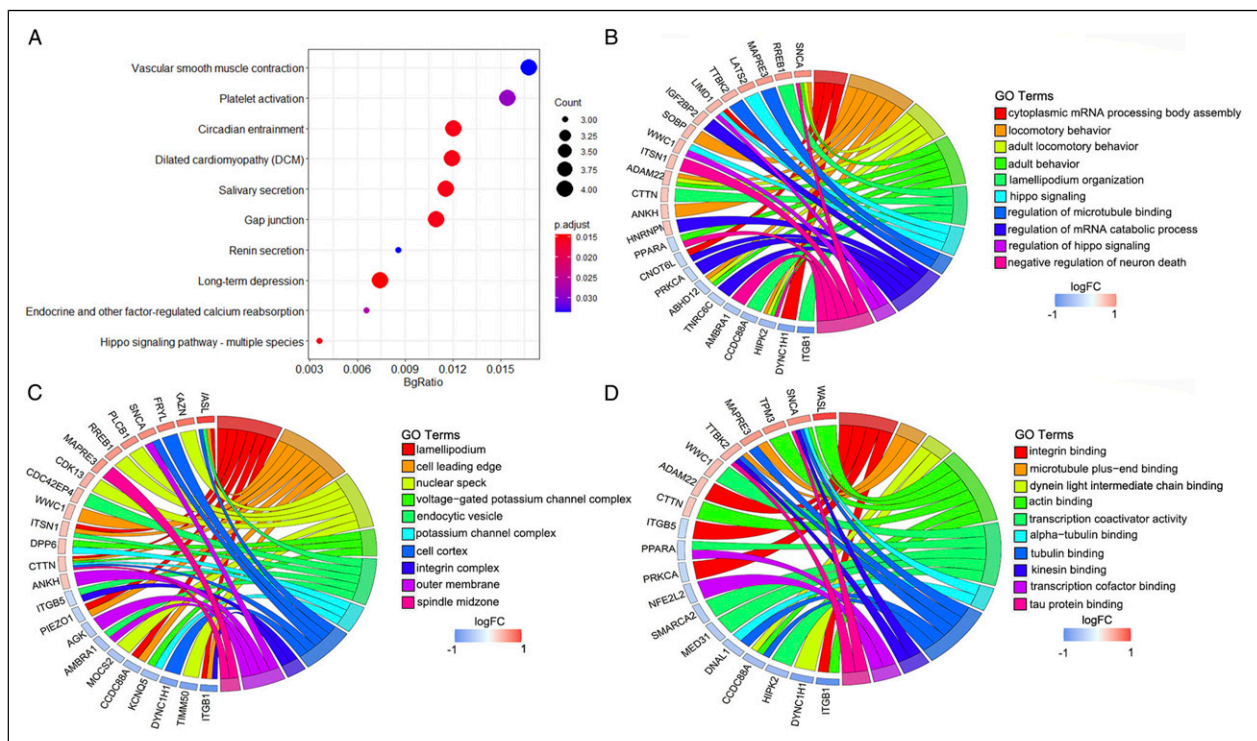 A
Vascular smooth muscle contraction
Platelet activation
Circadian entrainment
Dilated cardiomyopathy (DCM)
Salivary secretion
Gap junction
Renin secretion
Long-term depression
Endocrine and other factor-regulated calcium reabsorption
Hippo signaling pathway - multiple species
0.003 0.006 0.009 0.012 0.015
BgRatio
Count
3.00
3.25
3.50
3.75
4.00
p.adjust
0.015
0.020
0.025
0.030
B
SNCA
RREB1
MAPRE3
LATS2
TTBK2
LIMD1
IGF2BP2
SOBP
WWC1
ITSN1
ADAM22
CTTN
ANKH
HNRNPM
PPARA
CNOT6L
PRKCA
ABHD12
TNRC6C
AMBRA1
CCDC88A
HIPK2
DYNC1H1
ITGB1
GO Terms
cytoplasmic mRNA processing body assembly
locomotory behavior
adult locomotory behavior
adult behavior
lamellipodium organization
hippo signaling
regulation of microtubule binding
regulation of mRNA catabolic process
regulation of hippo signaling
negative regulation of neuron death
logFC
-1 1
C
WASL
KAZN
FRYL
SNCA
PLCB1
RREB1
MAPRE3
CDK13
CDC42EP4
WWC1
ITSN1
DPP6
CTTN
ANKH
ITGB5
PIEZO1
AGK
AMBRA1
MOCS2
CCDC88A
KCNQ5
DYNC1H1
TIMM50
ITGB1
GO Terms
lamellipodium
cell leading edge
nuclear speck
voltage-gated potassium channel complex
endocytic vesicle
potassium channel complex
cell cortex
integrin complex
outer membrane
spindle midzone
logFC
-1 1
D
WASL
SNCA
TPM3
MAPRE3
TTBK2
WWC1
ADAM22
CTTN
ITGB5
PPARA
PRKCA
NFE2L2
SMARCA2
MED31
DNAL1
CCDC88A
HIPK2
DYNC1H1
ITGB1
GO Terms
integrin binding
microtubule plus-end binding
dynein light intermediate chain binding
actin binding
transcription coactivator activity
alpha-tubulin binding
tubulin binding
kinesin binding
transcription cofactor binding
tau protein binding
logFC
-1 1